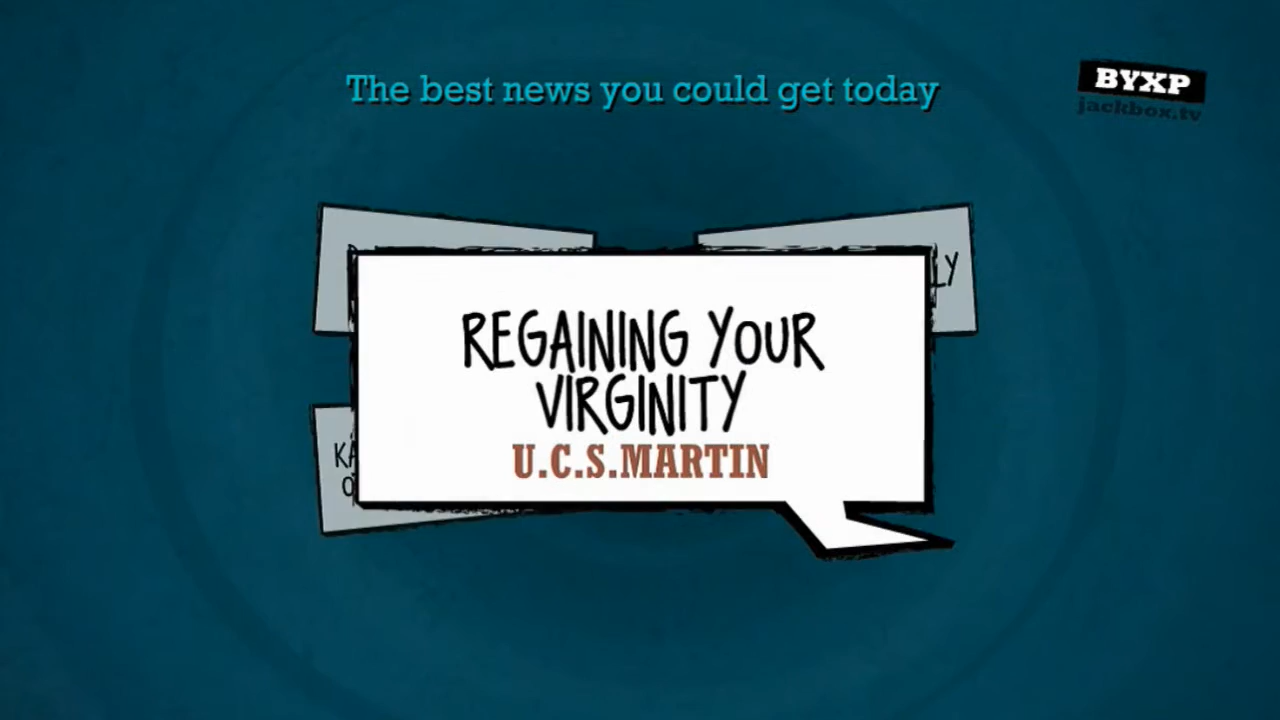 The best news you could get today
BYXP
jackbox.tv
REGAINING YOUR
VIRGINITY
U.C.S.MARTIN